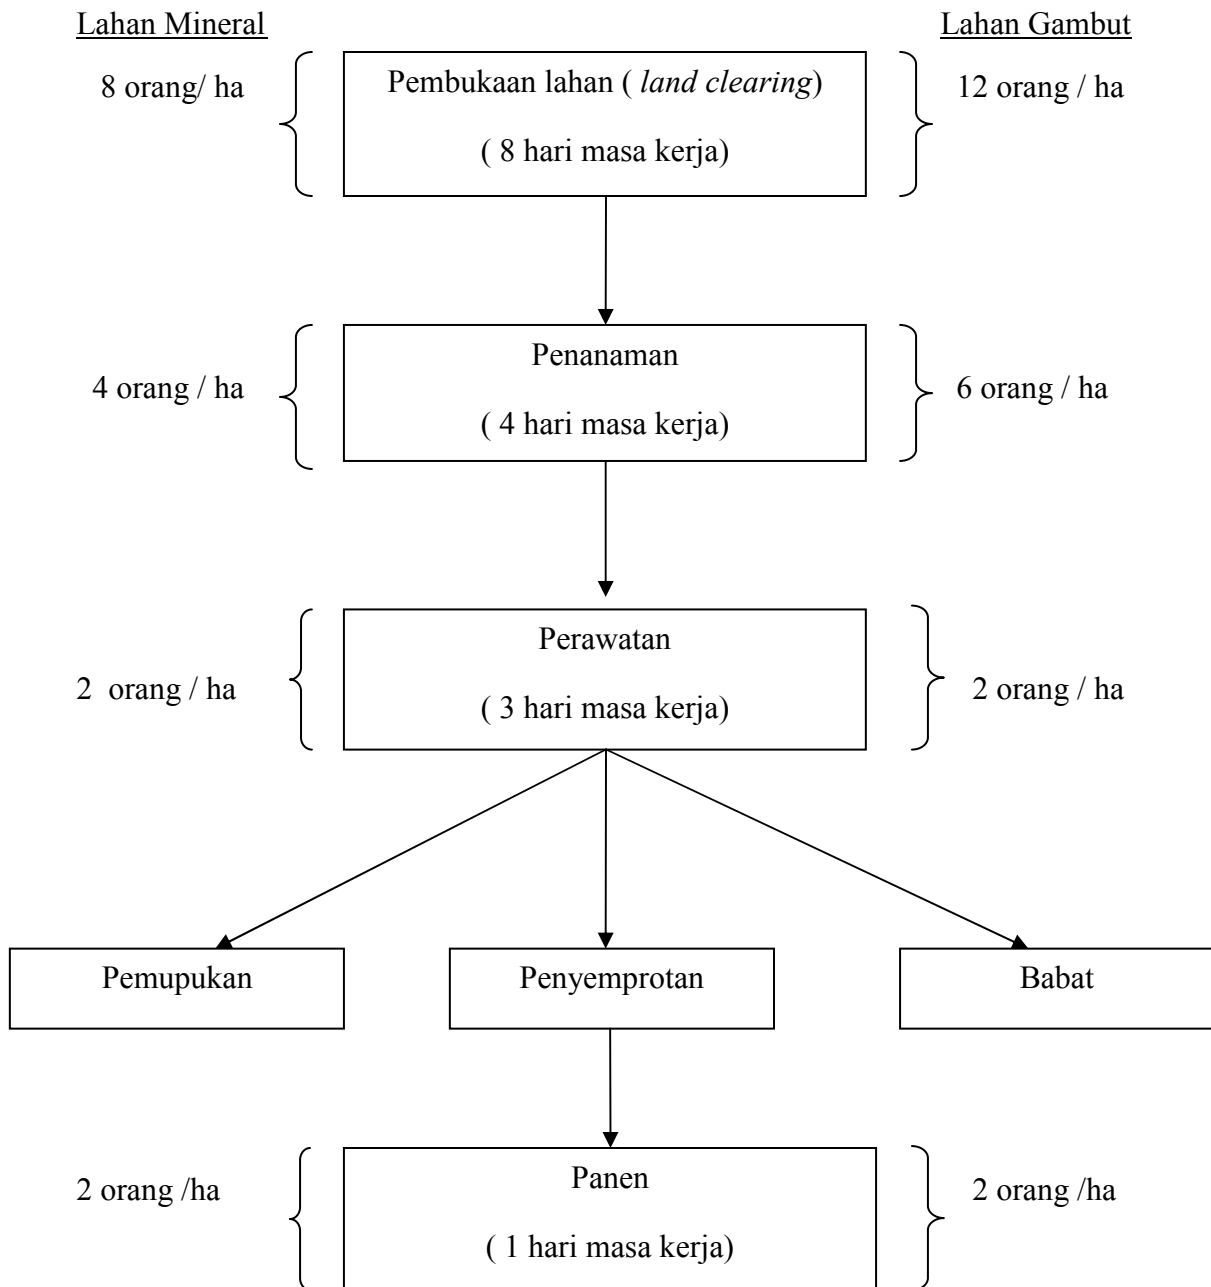 Lahan Mineral
Lahan Gambut
8 orang/ ha
Pembukaan lahan ( land clearing)
( 8 hari masa kerja)
12 orang / ha
4 orang / ha
Penanaman
( 4 hari masa kerja)
6 orang / ha
2 orang / ha
Perawatan
( 3 hari masa kerja)
2 orang / ha
Pemupukan
Penyemprotan
Babat
2 orang /ha
Panen
( 1 hari masa kerja)
2 orang /ha